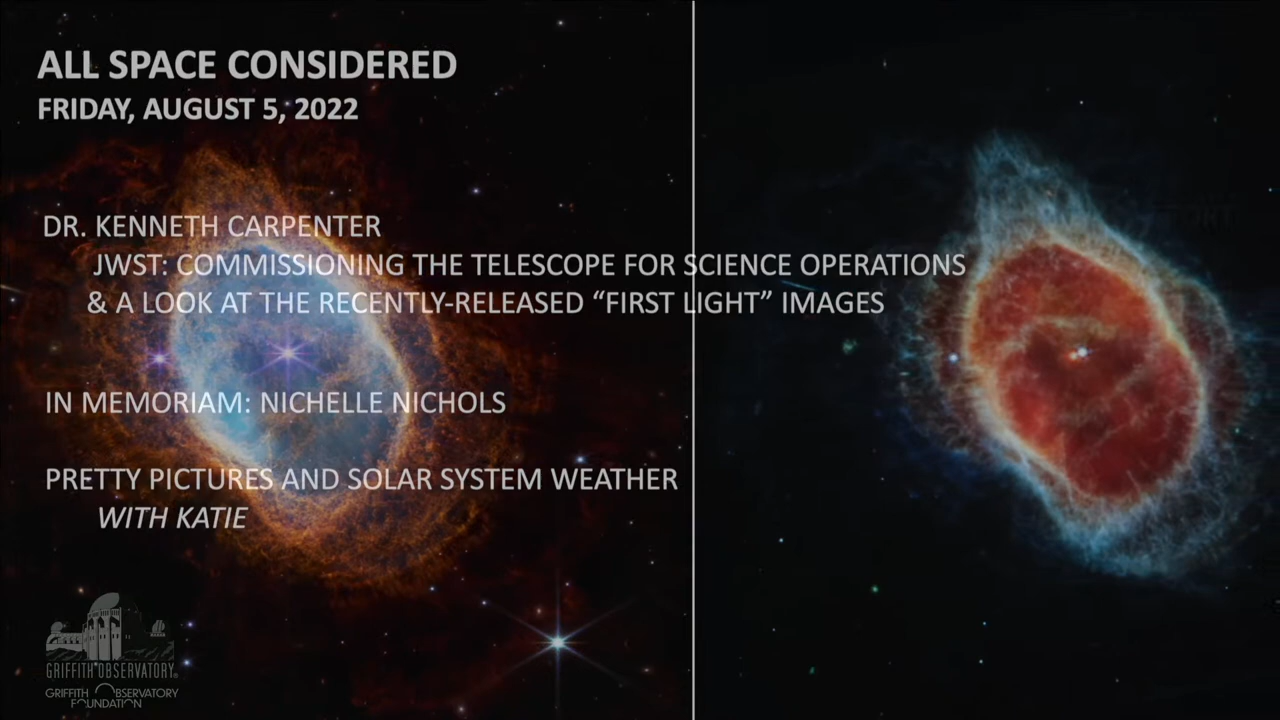 ALL SPACE CONSIDERED
FRIDAY, AUGUST 5, 2022
DR. KENNETH CARPENTER
JWST: COMMISSIONING THE TELESCOPE FOR SCIENCE OPERATIONS
& A LOOK AT THE RECENTLY-RELEASED “FIRST LIGHT” IMAGES
IN MEMORIAM: NICHELLE NICHOLS
PRETTY PICTURES AND SOLAR SYSTEM WEATHER
WITH KATIE
GRIFFITH OBSERVATORY
GRIFFITH OBSERVATORY
FOUNDATION